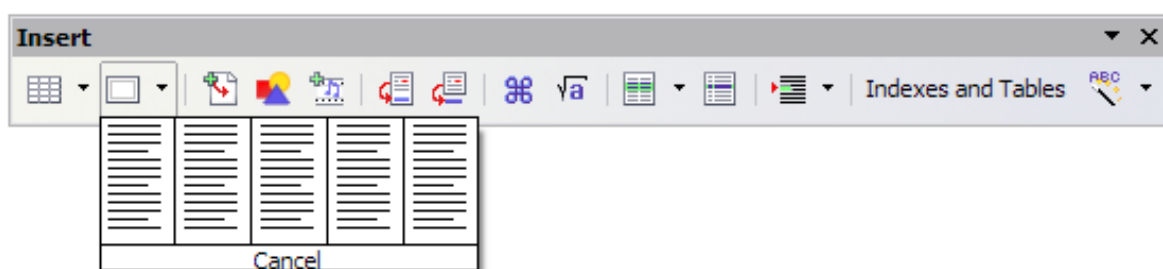 Insert
√a Indexes and Tables ABC
Cancel